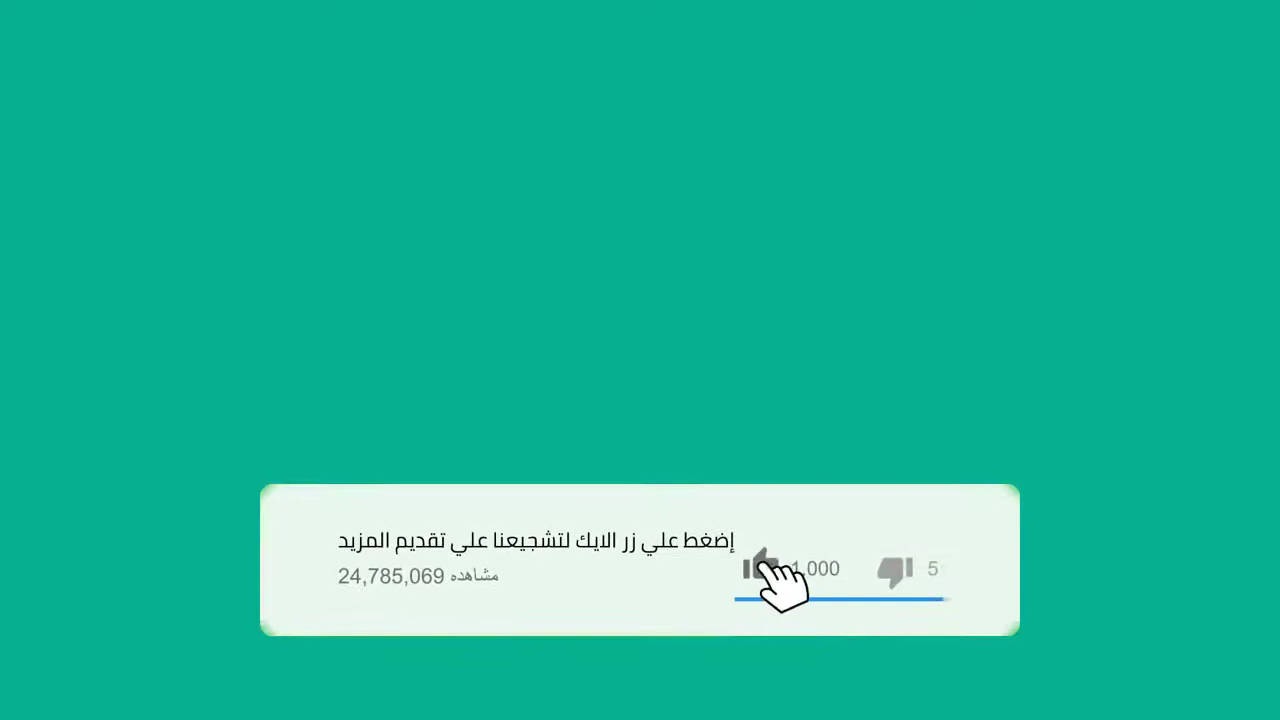 إضغط علي زر الايك لتشجيعنا علي تقديم المزيد
24,785,069 مشاهده
1,000
5